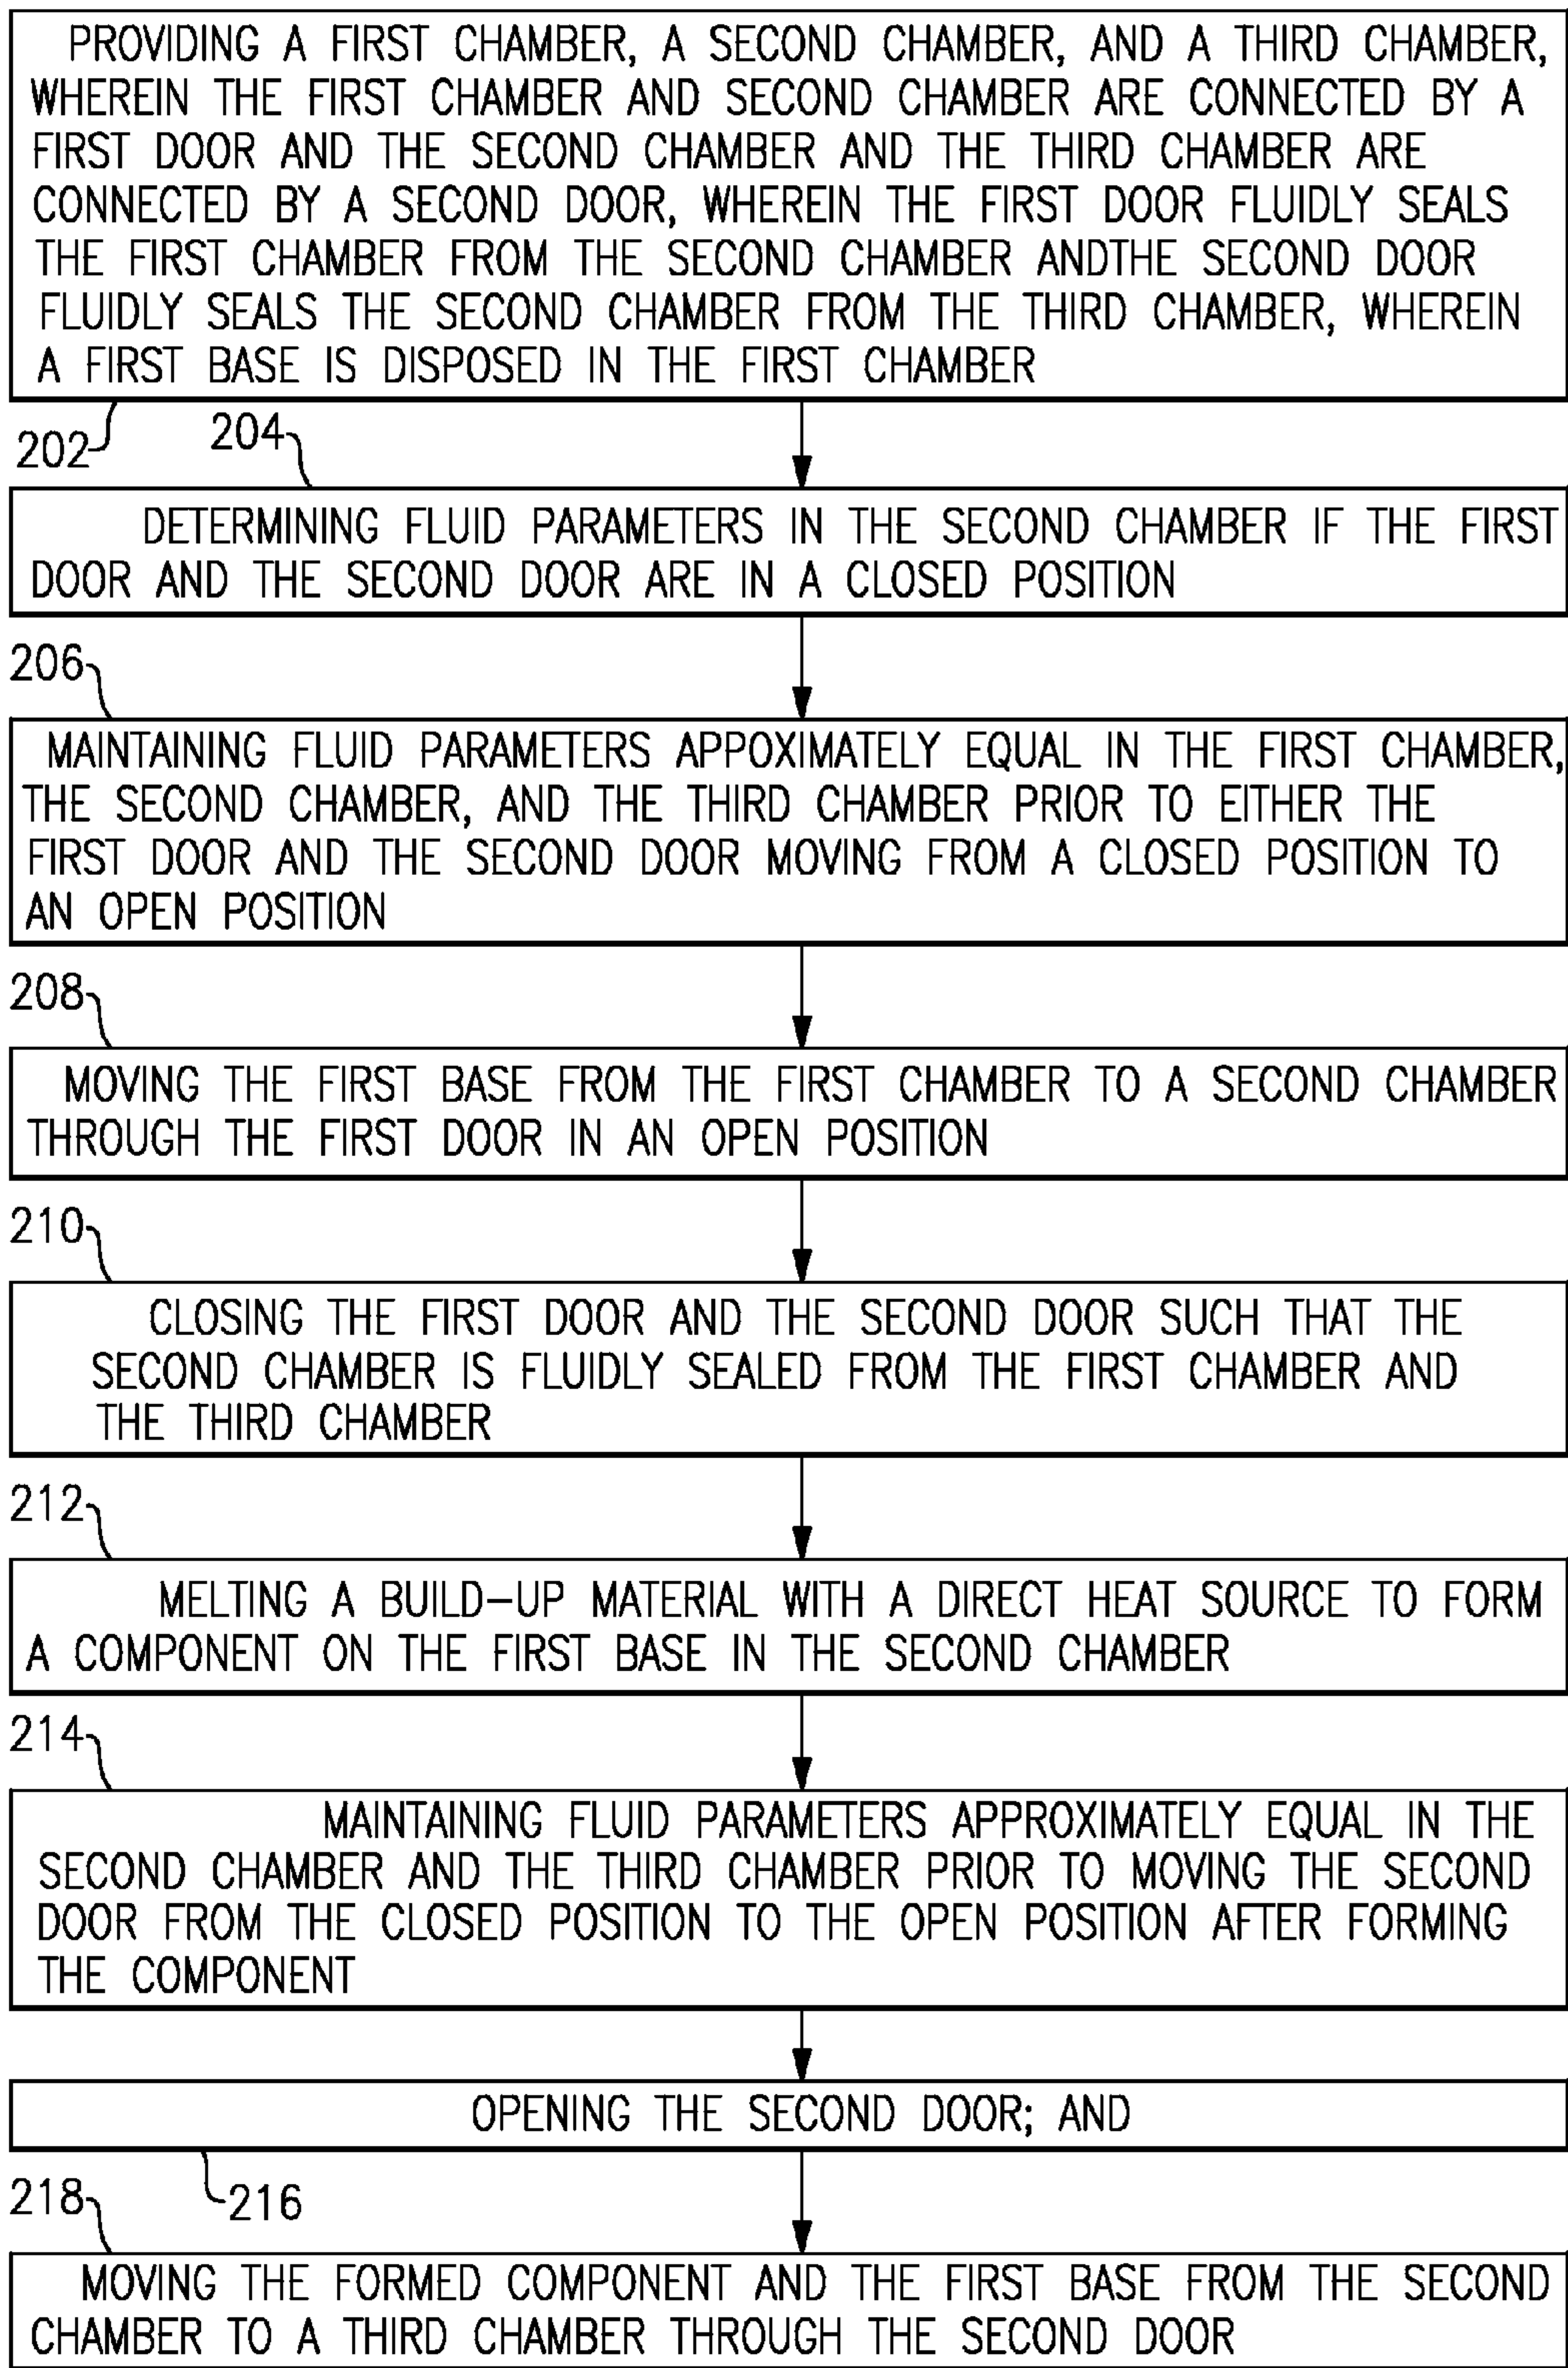 PROVIDING A FIRST CHAMBER, A SECOND CHAMBER, AND A THIRD CHAMBER,
WHEREIN THE FIRST CHAMBER AND SECOND CHAMBER ARE CONNECTED BY A
FIRST DOOR AND THE SECOND CHAMBER AND THE THIRD CHAMBER ARE
CONNECTED BY A SECOND DOOR, WHEREIN THE FIRST DOOR FLUIDLY SEALS
THE FIRST CHAMBER FROM THE SECOND CHAMBER ANDTHE SECOND DOOR
FLUIDLY SEALS THE SECOND CHAMBER FROM THE THIRD CHAMBER, WHEREIN
A FIRST BASE IS DISPOSED IN THE FIRST CHAMBER
202
204
DETERMINING FLUID PARAMETERS IN THE SECOND CHAMBER IF THE FIRST
DOOR AND THE SECOND DOOR ARE IN A CLOSED POSITION
206
MAINTAINING FLUID PARAMETERS APPOXIMATELY EQUAL IN THE FIRST CHAMBER,
THE SECOND CHAMBER, AND THE THIRD CHAMBER PRIOR TO EITHER THE
FIRST DOOR AND THE SECOND DOOR MOVING FROM A CLOSED POSITION TO
AN OPEN POSITION
208
MOVING THE FIRST BASE FROM THE FIRST CHAMBER TO A SECOND CHAMBER
THROUGH THE FIRST DOOR IN AN OPEN POSITION
210
CLOSING THE FIRST DOOR AND THE SECOND DOOR SUCH THAT THE
SECOND CHAMBER IS FLUIDLY SEALED FROM THE FIRST CHAMBER AND
THE THIRD CHAMBER
212
MELTING A BUILD-UP MATERIAL WITH A DIRECT HEAT SOURCE TO FORM
A COMPONENT ON THE FIRST BASE IN THE SECOND CHAMBER
214
MAINTAINING FLUID PARAMETERS APPROXIMATELY EQUAL IN THE
SECOND CHAMBER AND THE THIRD CHAMBER PRIOR TO MOVING THE SECOND
DOOR FROM THE CLOSED POSITION TO THE OPEN POSITION AFTER FORMING
THE COMPONENT
OPENING THE SECOND DOOR; AND
216
218
MOVING THE FORMED COMPONENT AND THE FIRST BASE FROM THE SECOND
CHAMBER TO A THIRD CHAMBER THROUGH THE SECOND DOOR